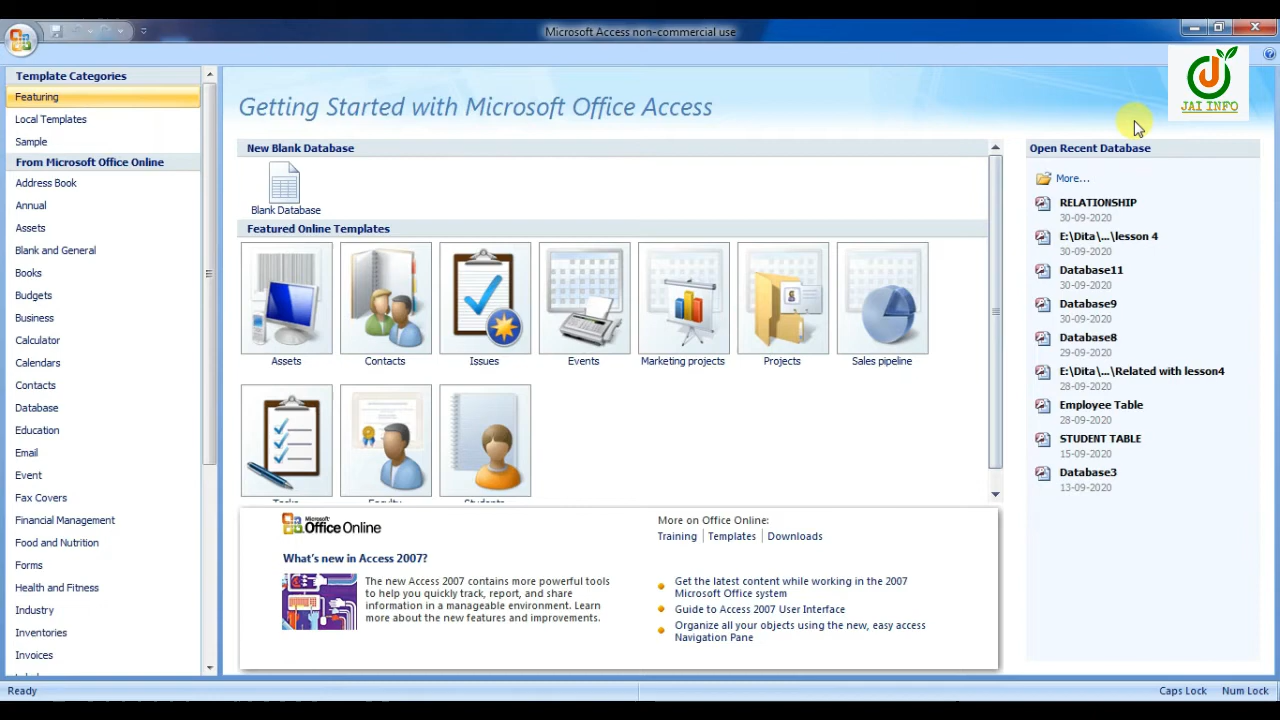 Microsoft Access non-commercial use
JAI INFO
Template Categories
Featuring
Local Templates
Sample
From Microsoft Office Online
Address Book
Annual
Assets
Blank and General
Books
Budgets
Business
Calculator
Calendars
Contacts
Database
Education
Email
Event
Fax Covers
Financial Management
Food and Nutrition
Forms
Health and Fitness
Industry
Inventories
Invoices
Getting Started with Microsoft Office Access
New Blank Database
Blank Database
Featured Online Templates
Assets
Contacts
Issues
Events
Marketing projects
Projects
Sales pipeline
Tasks
Faculty
Students
Microsoft
Office Online
What's new in Access 2007?
The new Access 2007 contains more powerful tools
to help you quickly track, report, and share
information in a manageable environment. Learn
more about the new features and improvements.
More on Office Online:
Training | Templates | Downloads
Get the latest content while working in the 2007
Microsoft Office system
Guide to Access 2007 User Interface
Organize all your objects using the new, easy access
Navigation Pane
Open Recent Database
More...
RELATIONSHIP
30-09-2020
E:\Dita\...\lesson 4
30-09-2020
Database11
30-09-2020
Database9
30-09-2020
Database8
29-09-2020
E:\Dita\...\Related with lesson4
28-09-2020
Employee Table
28-09-2020
STUDENT TABLE
15-09-2020
Database3
13-09-2020
Ready
Caps Lock
Num Lock